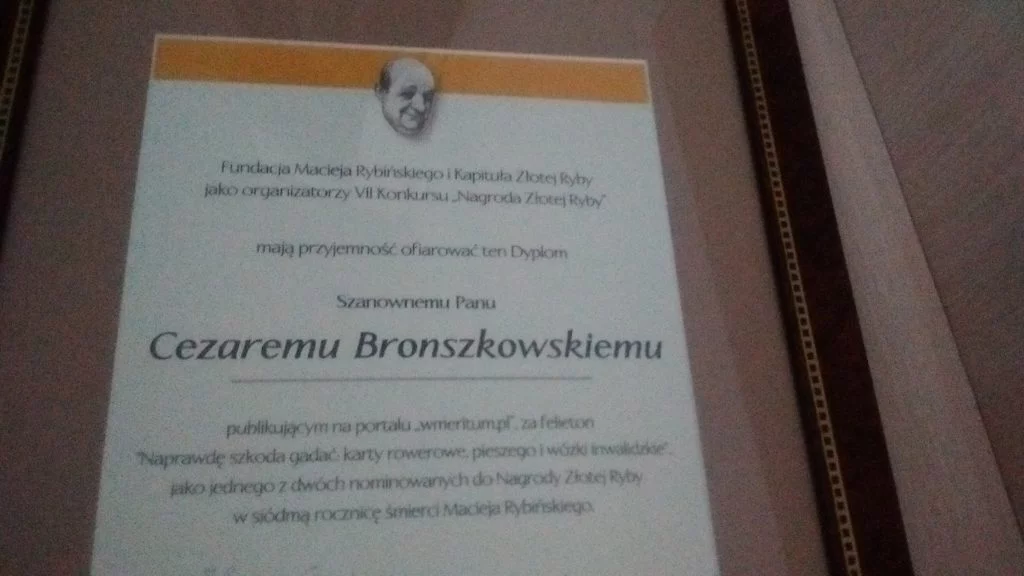 Fundacja Macieja Rybińskiego i Kapituła Złotej Ryby
jako organizatorzy VII Konkursu „Nagroda Złotej Ryby"
mają przyjemność ofiarować ten Dyplom
Szanownemu Panu
Cezaremu Bronszkowskiemu
publikującym na portalu „wmeritum.pl", za felieton
"Naprawdę szkoda gadać: karty rowerowe, pieszego i wózki inwalidzkie",
jako jednego z dwóch nominowanych do Nagrody Złotej Ryby
w siódmą rocznicę śmierci Macieja Rybińskiego.